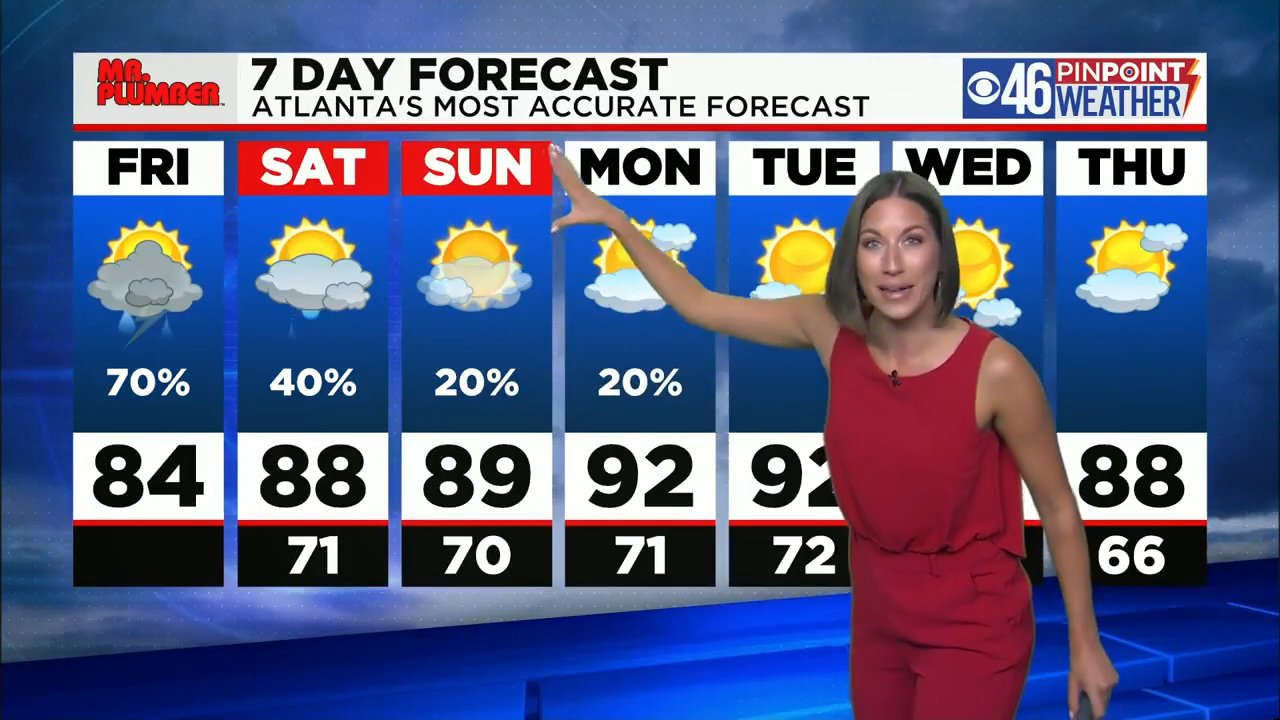 MR. PLUMBER
7 DAY FORECAST
ATLANTA'S MOST ACCURATE FORECAST
46
PINPOINT
WEATHER
FRI SAT SUN MON TUE WED THU
70% 40% 20% 20%
84 88 89 92 92 88
71 70 71 72 66